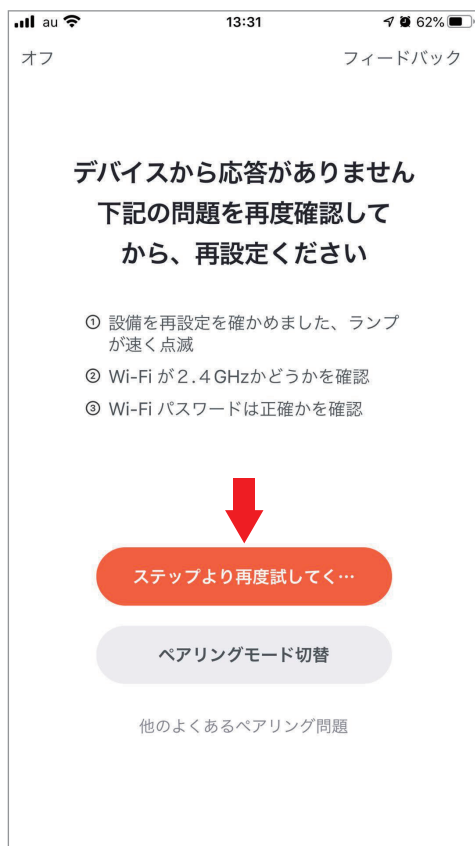 au 13:31 62%
オフ フィードバック
デバイスから応答がありません
下記の問題を再度確認して
から、再設定ください
① 設備を再設定を確かめました、ランプ
が速く点滅
② Wi-Fi が2.4GHzかどうかを確認
③ Wi-Fi パスワードは正確かを確認
ステップより再度試してく…
ペアリングモード切替
他のよくあるペアリング問題